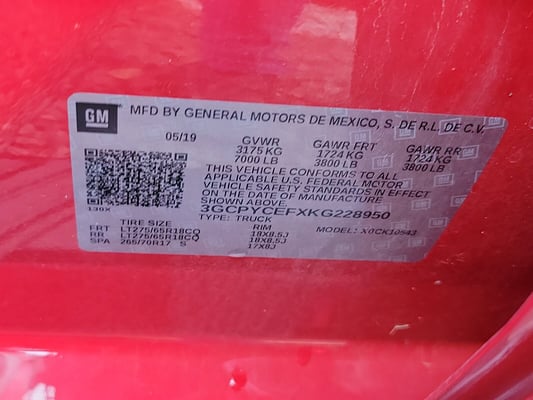 GM MFD BY GENERAL MOTORS DE MEXICO, S. DE R.L. DE C.V.
05/19 GVWR GAWR FRT GAWR RR
3175 KG 1724 KG 1724 KG
7000 LB 3800 LB 3800 LB
THIS VEHICLE CONFORMS TO ALL
APPLICABLE U.S. FEDERAL MOTOR
VEHICLE SAFETY STANDARDS IN EFFECT
ON THE DATE OF MANUFACTURE
SHOWN ABOVE
130X 3GCPYCEFXKG228950
TYPE: TRUCK
TIRE SIZE RIM MODEL: X0CK10543
FRT LT275/65R18CQ 18X8.5J
RR LT275/65R18CQ 18X8.5J
SPA 265/70R17 S 17X8J